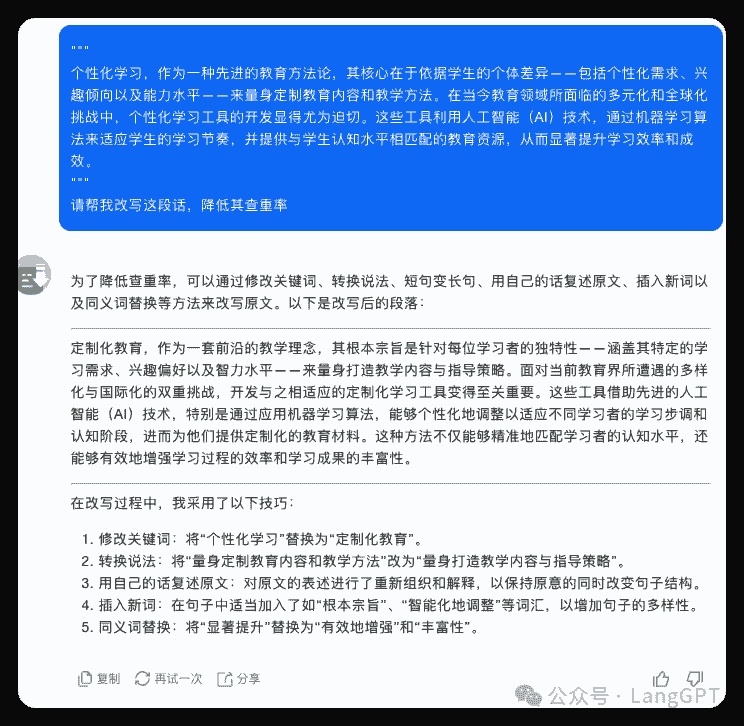 """
个性化学习，作为一种先进的教育方法论，其核心在于依据学生的个体差异——包括个性化需求、兴
趣倾向以及能力水平——来量身定制教育内容和教学方法。在当今教育领域所面临的多元化和全球化
挑战中，个性化学习工具的开发显得尤为迫切。这些工具利用人工智能（AI）技术，通过机器学习算
法来适应学生的学习节奏，并提供与学生认知水平相匹配的教育资源，从而显著提升学习效率和成
效。
"""
请帮我改写这段话，降低其查重率
为了降低查重率，可以通过修改关键词、转换说法、短句变长句、用自己的话复述原文、插入新词以
及同义词替换等方法来改写原文。以下是改写后的段落：
定制化教育，作为一套前沿的教学理念，其根本宗旨是针对每位学习者的独特性——涵盖其特定的学
习需求、兴趣偏好以及智力水平——来量身打造教学内容与指导策略。面对当前教育界所遭遇的多样
化与国际化的双重挑战，开发与之相适应的定制化学习工具变得至关重要。这些工具借助先进的人工
智能（AI）技术，特别是通过应用机器学习算法，能够个性化地调整以适应不同学习者的学习步调和
认知阶段，进而为他们提供定制化的教育材料。这种方法不仅能够精准地匹配学习者的认知水平，还
能够有效地增强学习过程的效率和学习成果的丰富性。
在改写过程中，我采用了以下技巧：
1. 修改关键词：将“个性化学习”替换为“定制化教育”。
2. 转换说法：将“量身定制教育内容和教学方法”改为“量身打造教学内容与指导策略”。
3. 用自己的话复述原文：对原文的表述进行了重新组织和解释，以保持原意的同时改变句子结构。
4. 插入新词：在句子中适当加入了如“根本宗旨”、“智能化地调整”等词汇，以增加句子的多样性。
5. 同义词替换：将“显著提升”替换为“有效地增强”和“丰富性”。
复制 再试一次 分享
公众号 · LangGPT